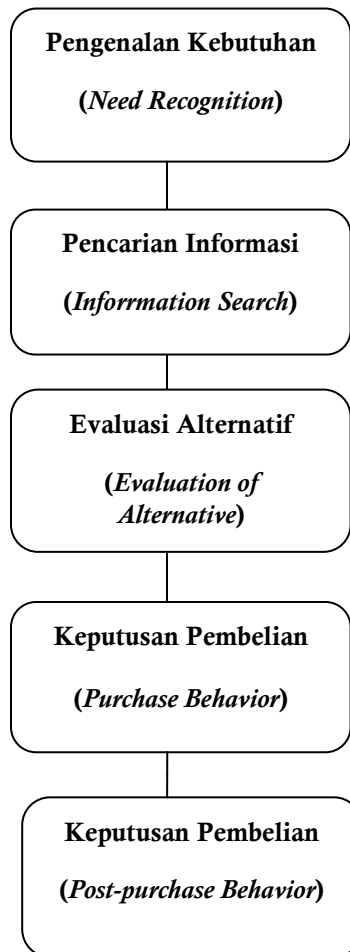 Pengenalan Kebutuhan
(Need Recognition)
Pencarian Informasi
(Inforrmation Search)
Evaluasi Alternatif
(Evaluation of
Alternative)
Keputusan Pembelian
(Purchase Behavior)
Keputusan Pembelian
(Post-purchase Behavior)